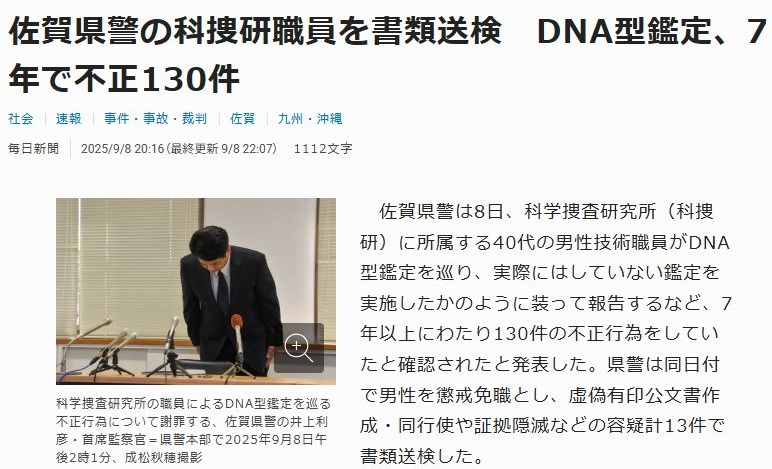 佐賀県警の科捜研職員を書類送検　DNA型鑑定、7
年で不正130件
社会 | 速報 | 事件・事故・裁判 | 佐賀 | 九州・沖縄
毎日新聞 | 2025/9/8 20:16（最終更新 9/8 22:07） 1112文字
佐賀県警は8日、科学捜査研究所（科捜
研）に所属する40代の男性技術職員がDNA
型鑑定を巡り、実際にはしていない鑑定を
実施したかのように装って報告するなど、7
年以上にわたり130件の不正行為をしてい
たと確認されたと発表した。県警は同日付
で男性を懲戒免職とし、虚偽有印公文書作
成・同行使や証拠隠滅などの容疑計13件で
書類送検した。
科学捜査研究所の職員によるDNA型鑑定を巡る
不正行為について謝罪する、佐賀県警の井上利
彦・首席監察官＝県警本部で2025年9月8日午
後2時1分、成松秋穂撮影